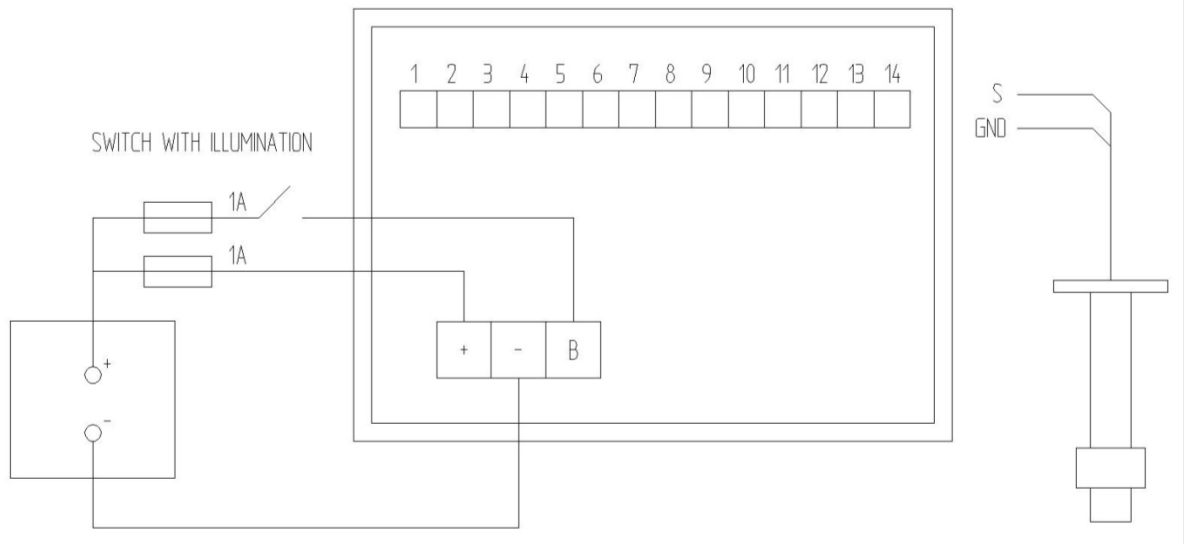 1 2 3 4 5 6 7 8 9 10 11 12 13 14
S
GND
SWITCH WITH ILLUMINATION
1A
1A
+ - B
+
-